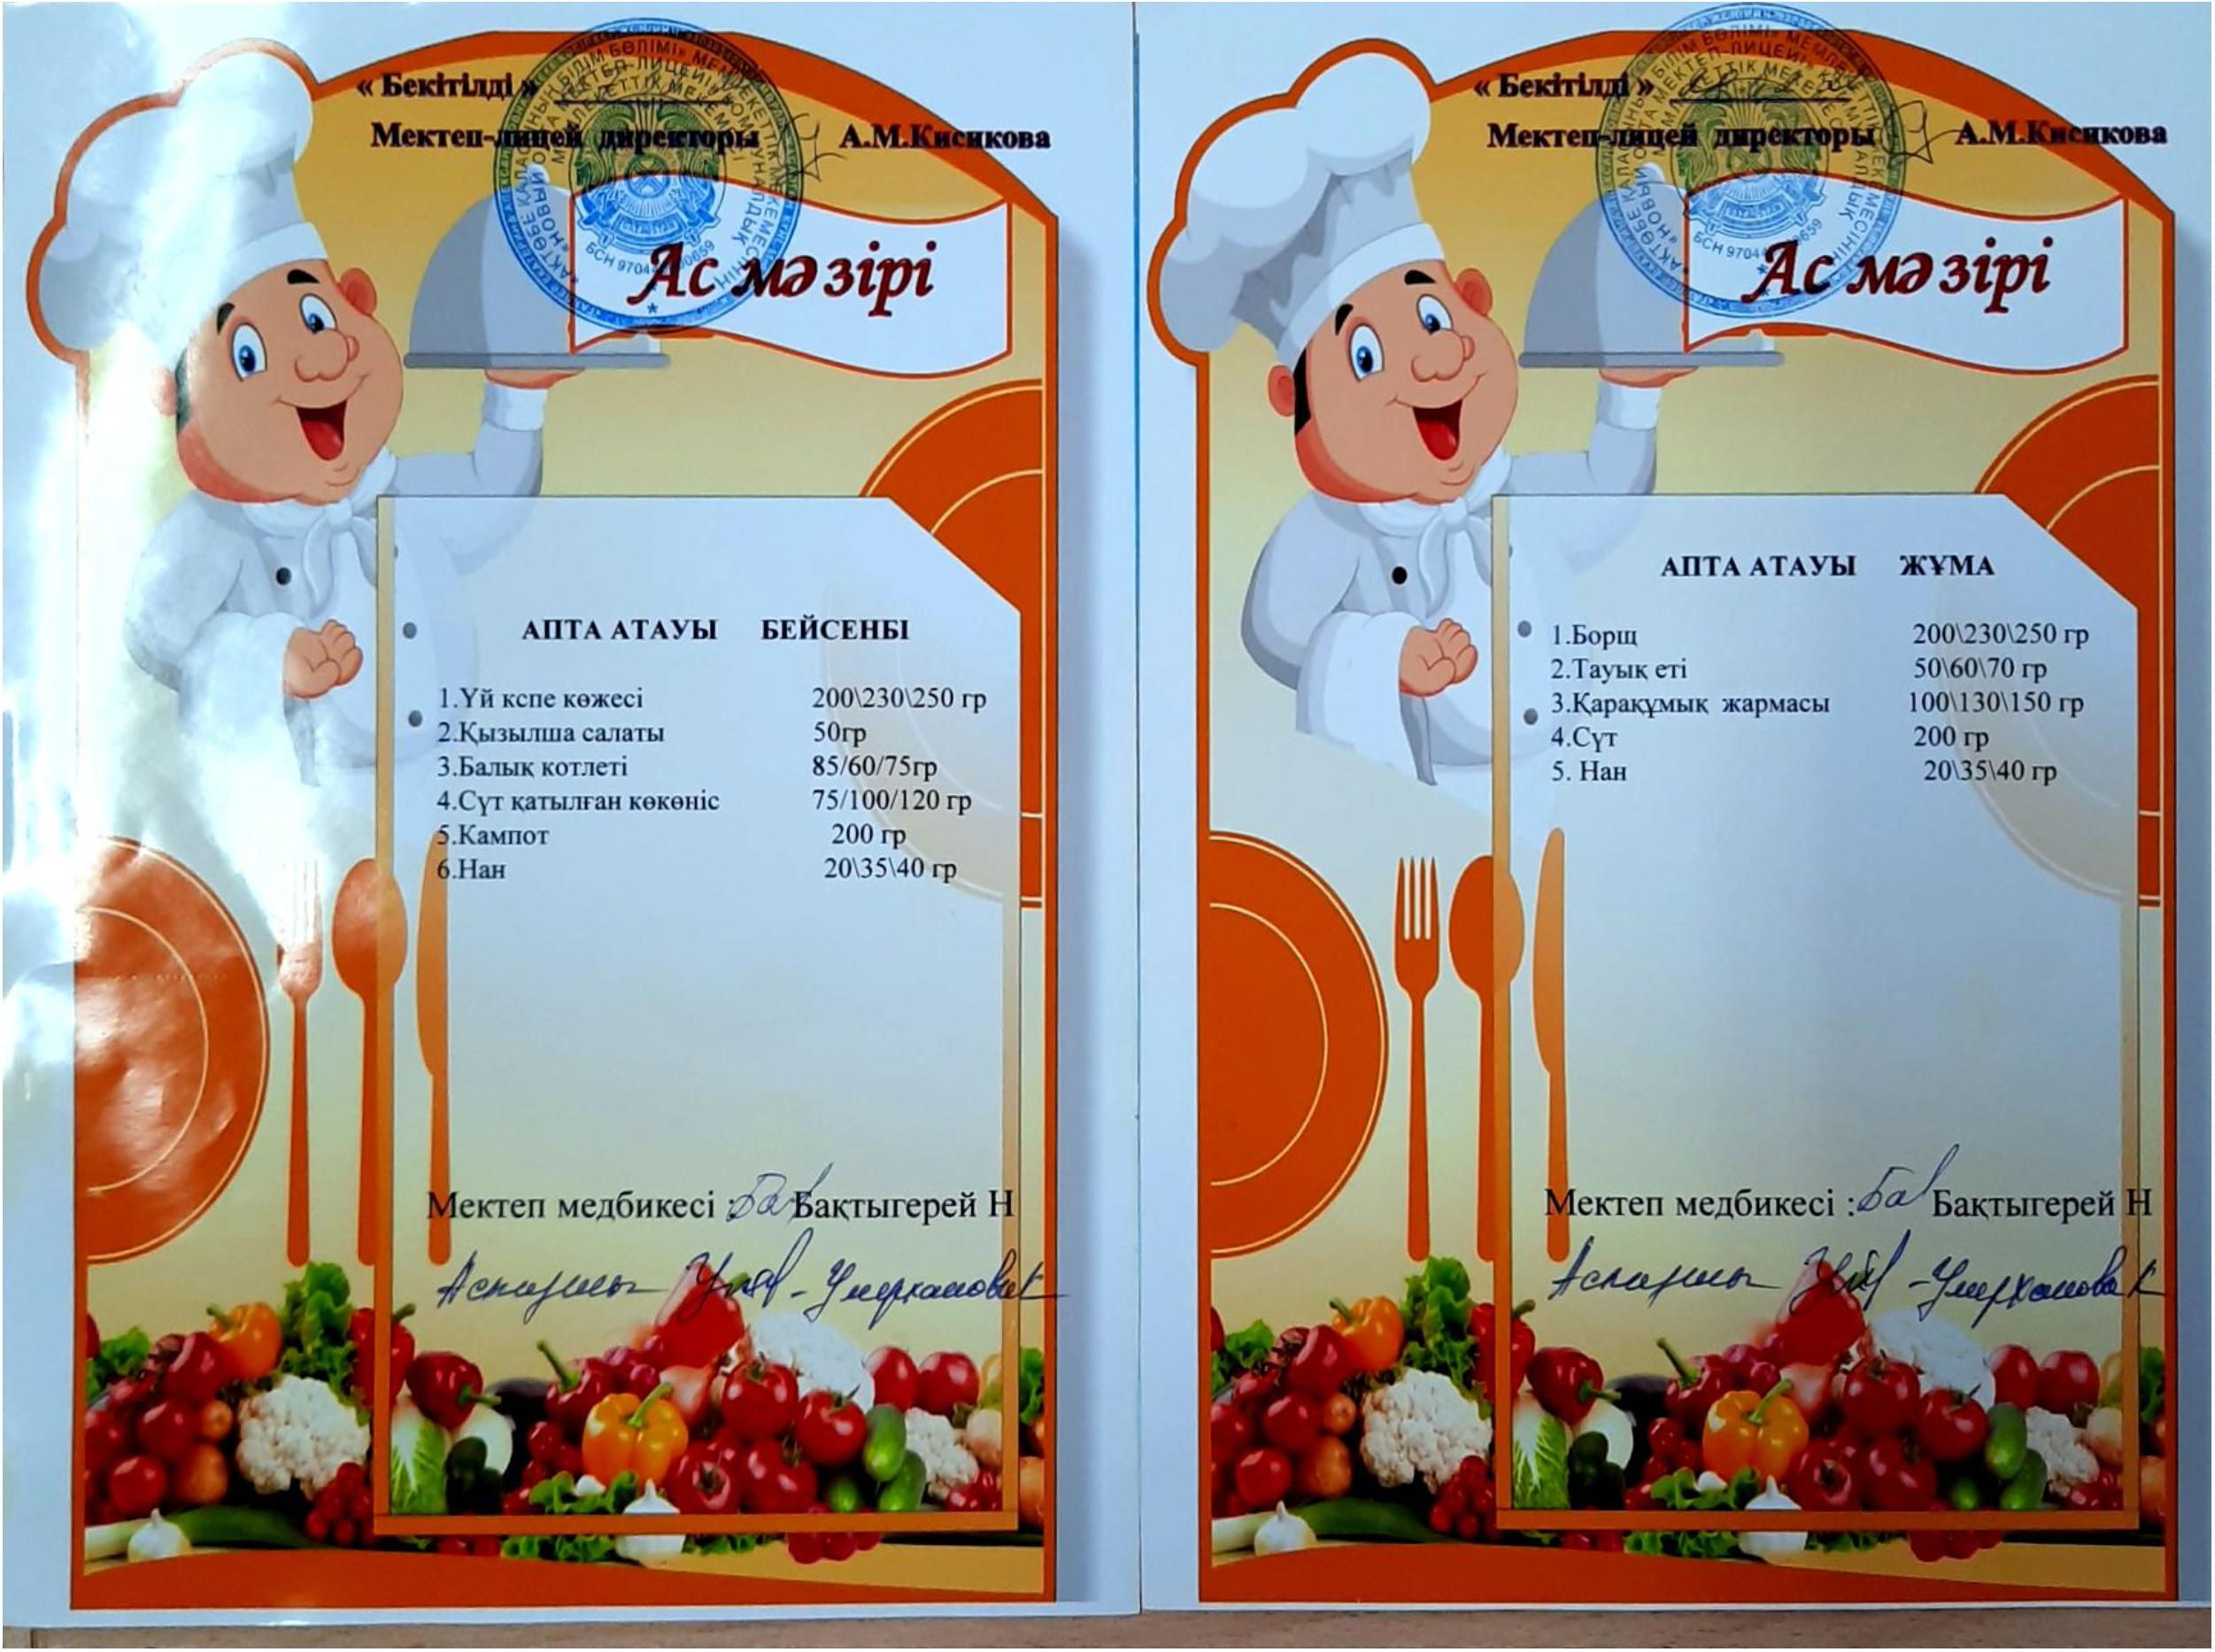 « Бекітілді »
Мектеп-лицей директоры А.М.Кисикова
Ас мәзірі
АПТА АТАУЫ БЕЙСЕНБІ
1.Үй кспе көжесі 200\230\250 гр
2.Қызылша салаты 50гр
3.Балық котлеті 85/60/75гр
4.Сүт қатылған көкөніс 75/100/120 гр
5.Кампот 200 гр
6.Нан 20\35\40 гр
Мектеп медбикесі : Бақтыгерей Н
Аспазшы - Умерханова К
« Бекітілді »
Мектеп-лицей директоры А.М.Кисикова
Ас мәзірі
АПТА АТАУЫ ЖҰМА
1.Борщ 200\230\250 гр
2.Тауық еті 50\60\70 гр
3.Қарақұмық жармасы 100\130\150 гр
4.Сүт 200 гр
5. Нан 20\35\40 гр
Мектеп медбикесі : Бақтыгерей Н
Аспазшы - Умерханова К